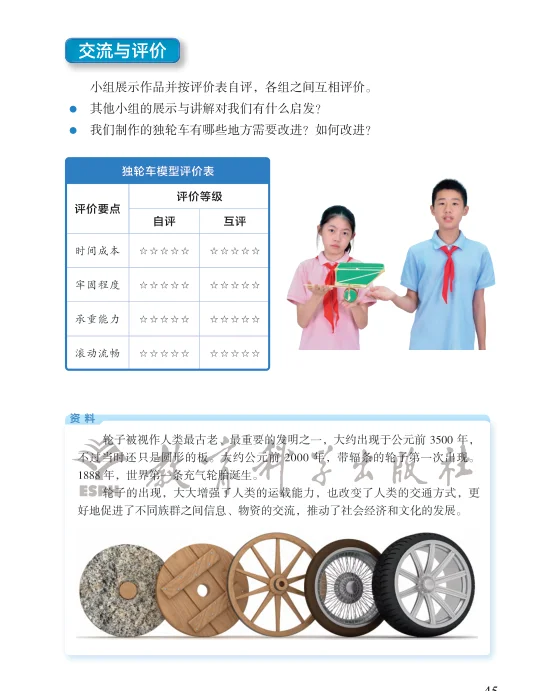 交流与评价
小组展示作品并按评价表自评，各组之间互相评价。
● 其他小组的展示与讲解对我们有什么启发？
● 我们制作的独轮车有哪些地方需要改进？如何改进？
独轮车模型评价表
评价要点 评价等级
自评 互评
时间成本 ☆☆☆☆☆ ☆☆☆☆☆
牢固程度 ☆☆☆☆☆ ☆☆☆☆☆
承重能力 ☆☆☆☆☆ ☆☆☆☆☆
滚动流畅 ☆☆☆☆☆ ☆☆☆☆☆
资料
轮子被视作人类最古老、最重要的发明之一，大约出现于公元前 3500 年，
不过当时还只是圆形的板。大约公元前 2000 年，带辐条的轮子第一次出现。
1888 年，世界第一条充气轮胎诞生。
轮子的出现，大大增强了人类的运载能力，也改变了人类的交通方式，更
好地促进了不同族群之间信息、物资的交流，推动了社会经济和文化的发展。
ESPH 教育科学出版社
45